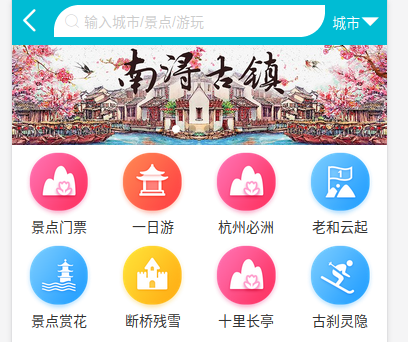 输入城市/景点/游玩
城市
南浔古镇
景点门票
一日游
杭州必洲
老和云起
1
景点赏花
断桥残雪
十里长亭
古刹灵隐